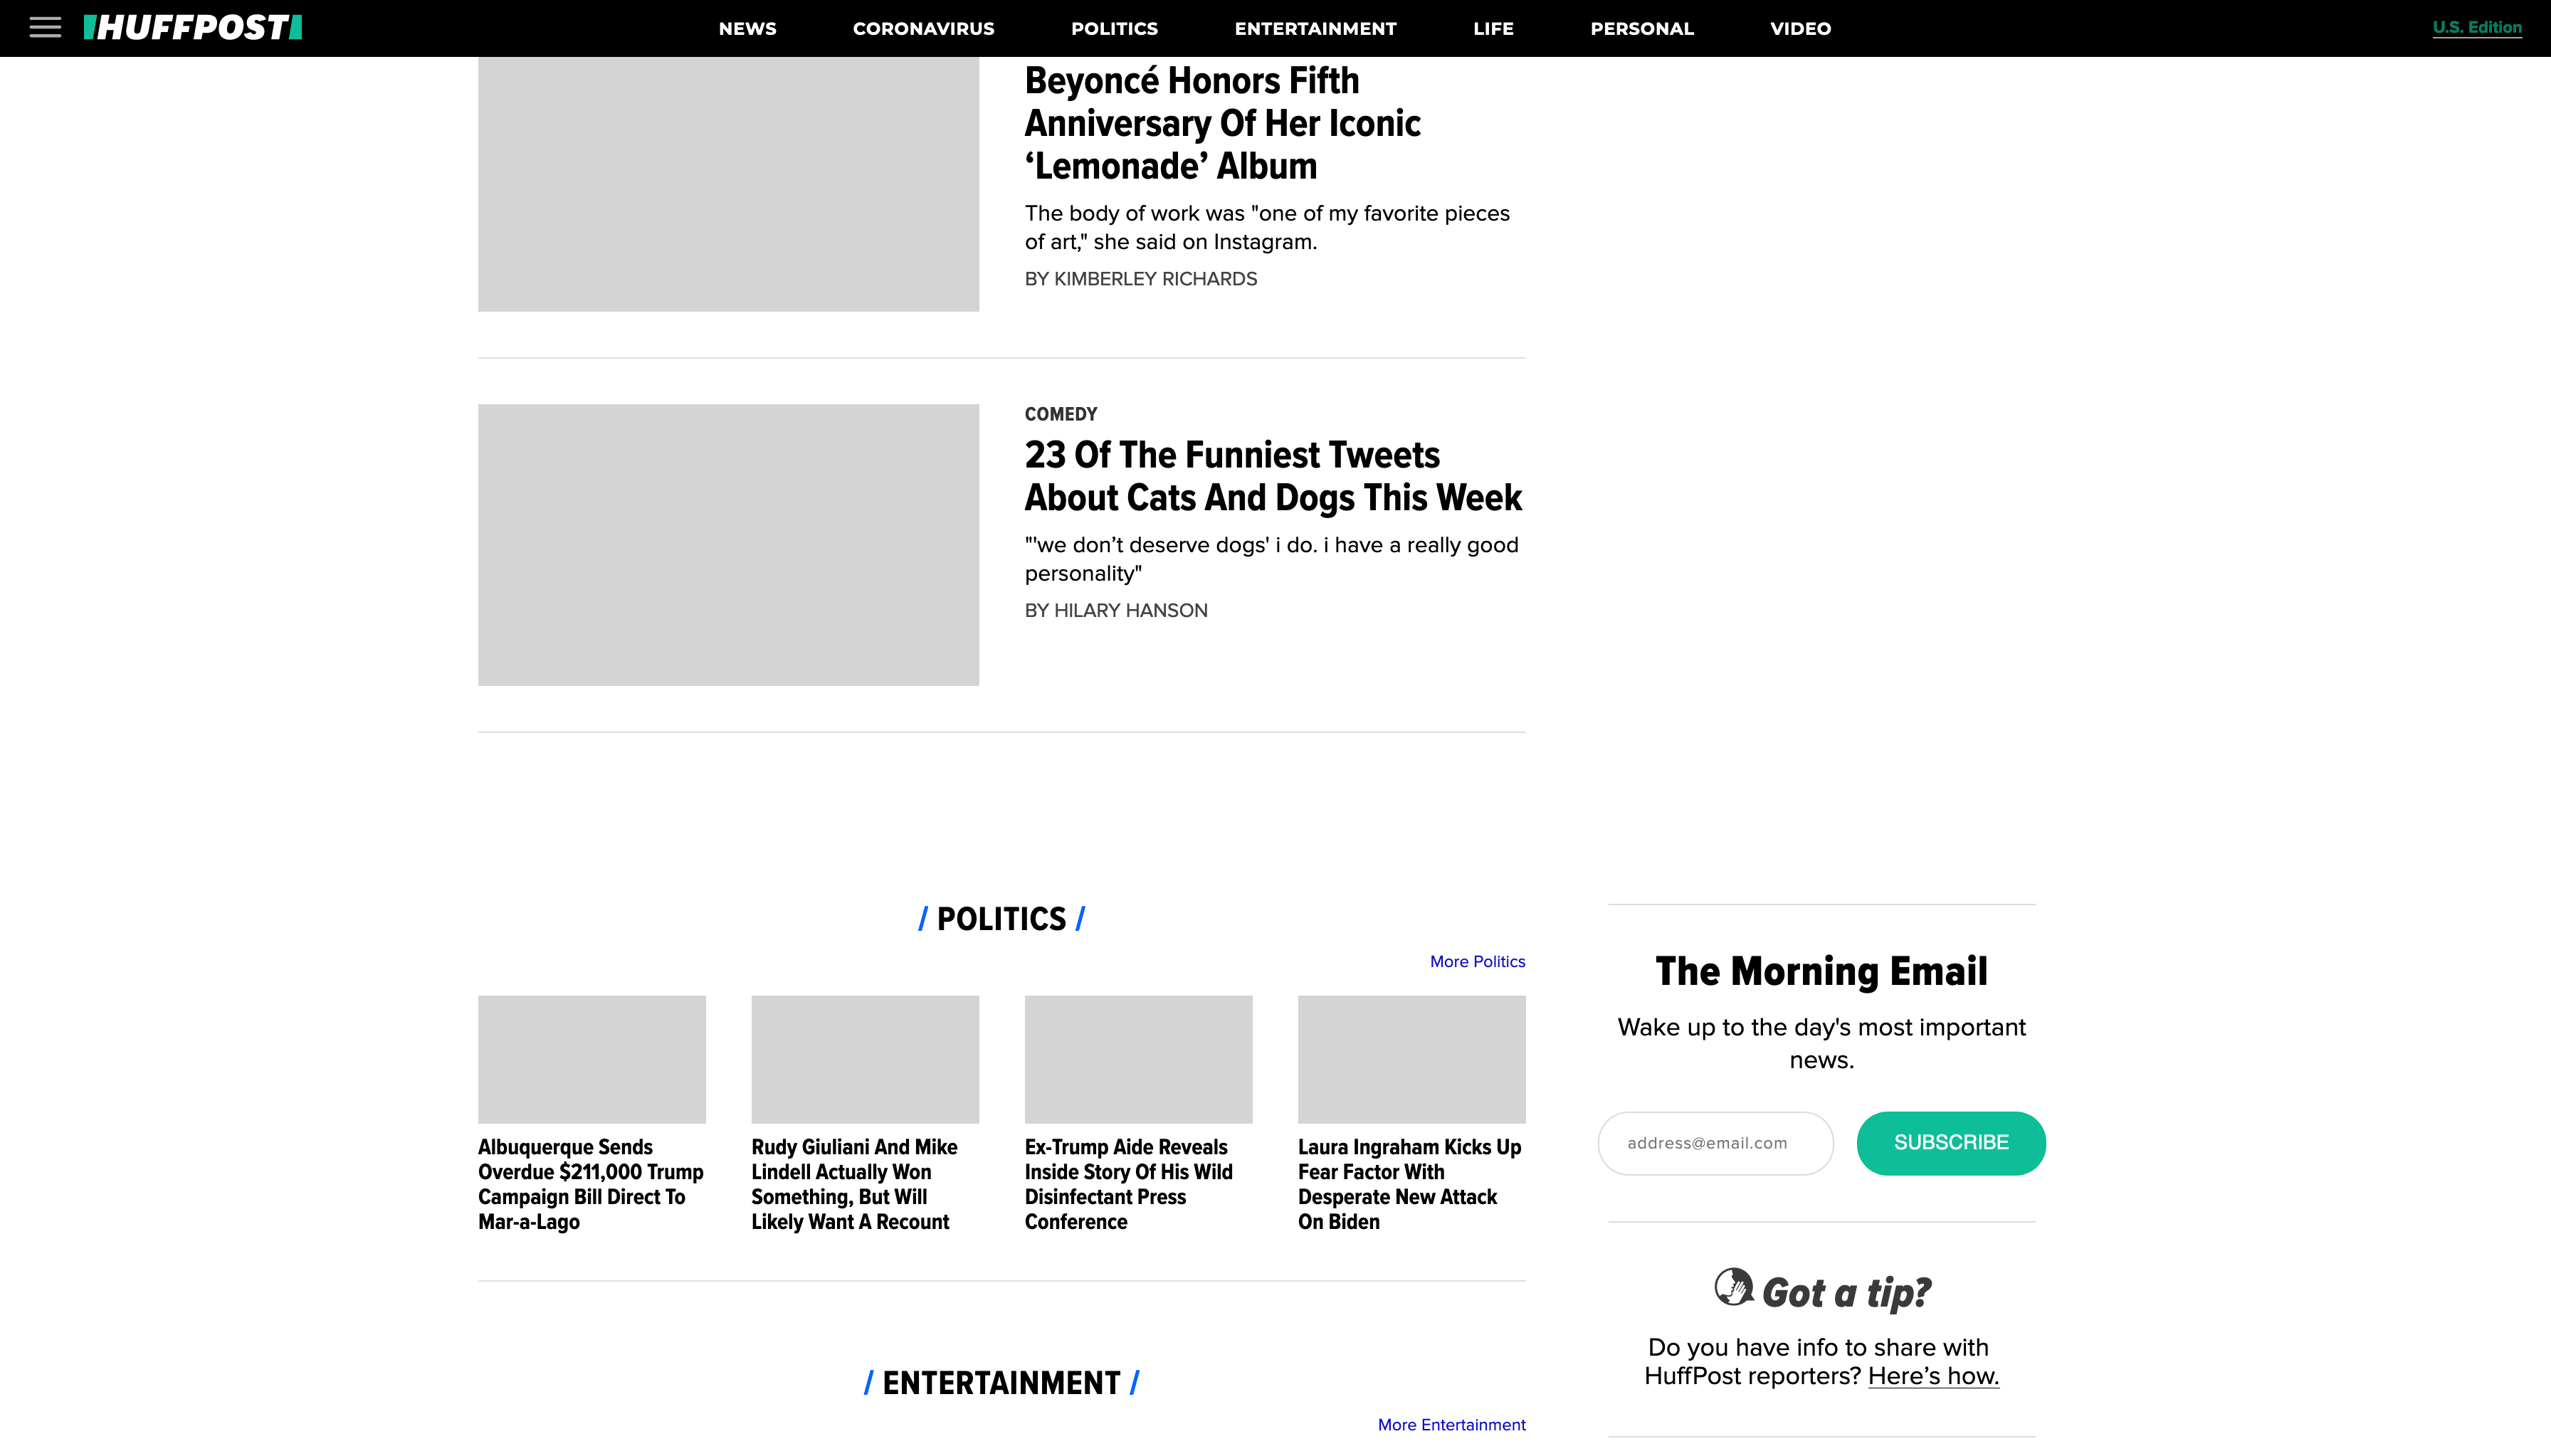 HUFFPOST
NEWS
CORONAVIRUS
POLITICS
ENTERTAINMENT
LIFE
PERSONAL
VIDEO
U.S. Edition
Beyoncé Honors Fifth
Anniversary Of Her Iconic
‘Lemonade’ Album
The body of work was "one of my favorite pieces
of art," she said on Instagram.
BY KIMBERLEY RICHARDS
COMEDY
23 Of The Funniest Tweets
About Cats And Dogs This Week
"'we don’t deserve dogs' i do. i have a really good
personality"
BY HILARY HANSON
/ POLITICS /
More Politics
Albuquerque Sends
Overdue $211,000 Trump
Campaign Bill Direct To
Mar-a-Lago
Rudy Giuliani And Mike
Lindell Actually Won
Something, But Will
Likely Want A Recount
Ex-Trump Aide Reveals
Inside Story Of His Wild
Disinfectant Press
Conference
Laura Ingraham Kicks Up
Fear Factor With
Desperate New Attack
On Biden
/ ENTERTAINMENT /
More Entertainment
The Morning Email
Wake up to the day's most important
news.
address@email.com
SUBSCRIBE
Got a tip?
Do you have info to share with
HuffPost reporters? Here’s how.